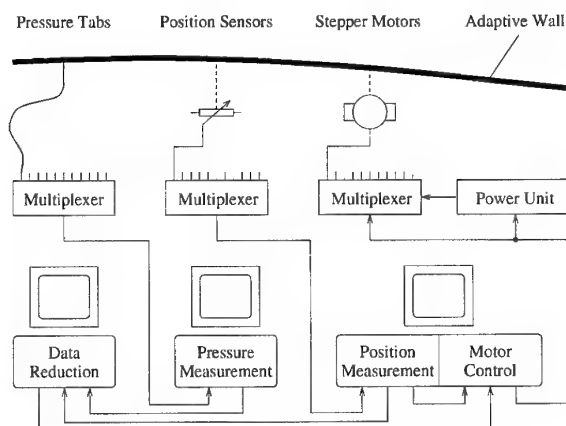 Pressure Tabs Position Sensors Stepper Motors Adaptive Wall
Multiplexer Multiplexer Multiplexer Power Unit
Data Reduction
Pressure Measurement
Position Measurement
Motor Control